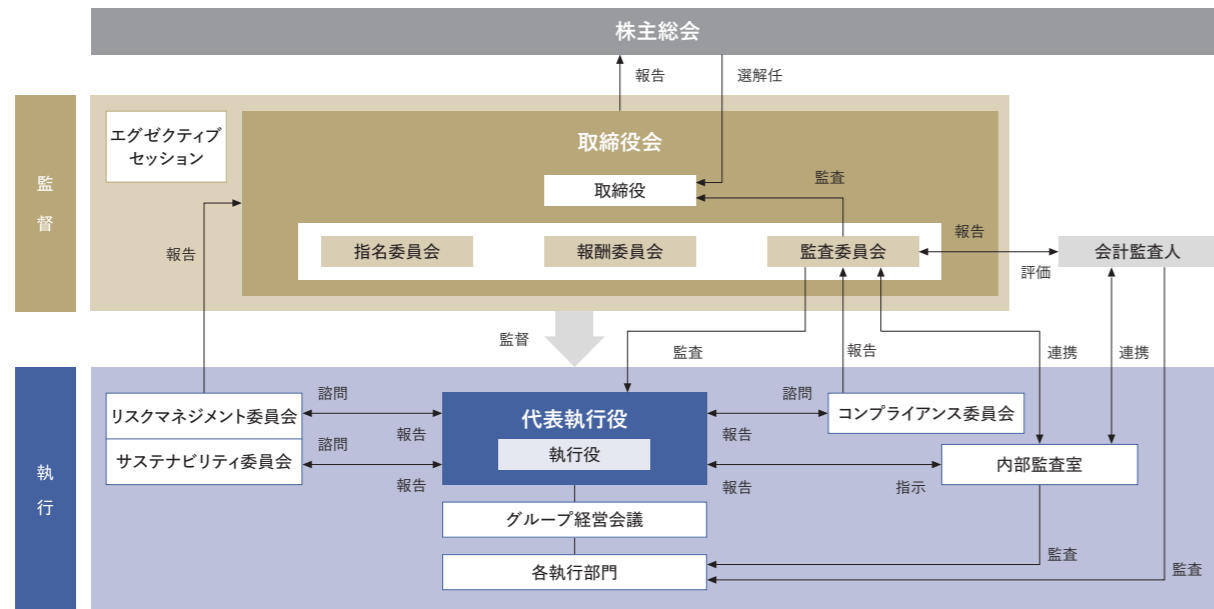 株主総会
報告
選解任
監督
エグゼクティブ
セッション
取締役会
取締役
監査
報告
指名委員会
報酬委員会
監査委員会
報告
評価
会計監査人
監督
監査
報告
連携
連携
執行
リスクマネジメント委員会
諮問
報告
代表執行役
執行役
諮問
報告
コンプライアンス委員会
サステナビリティ委員会
諮問
報告
報告
指示
内部監査室
グループ経営会議
監査
各執行部門
監査